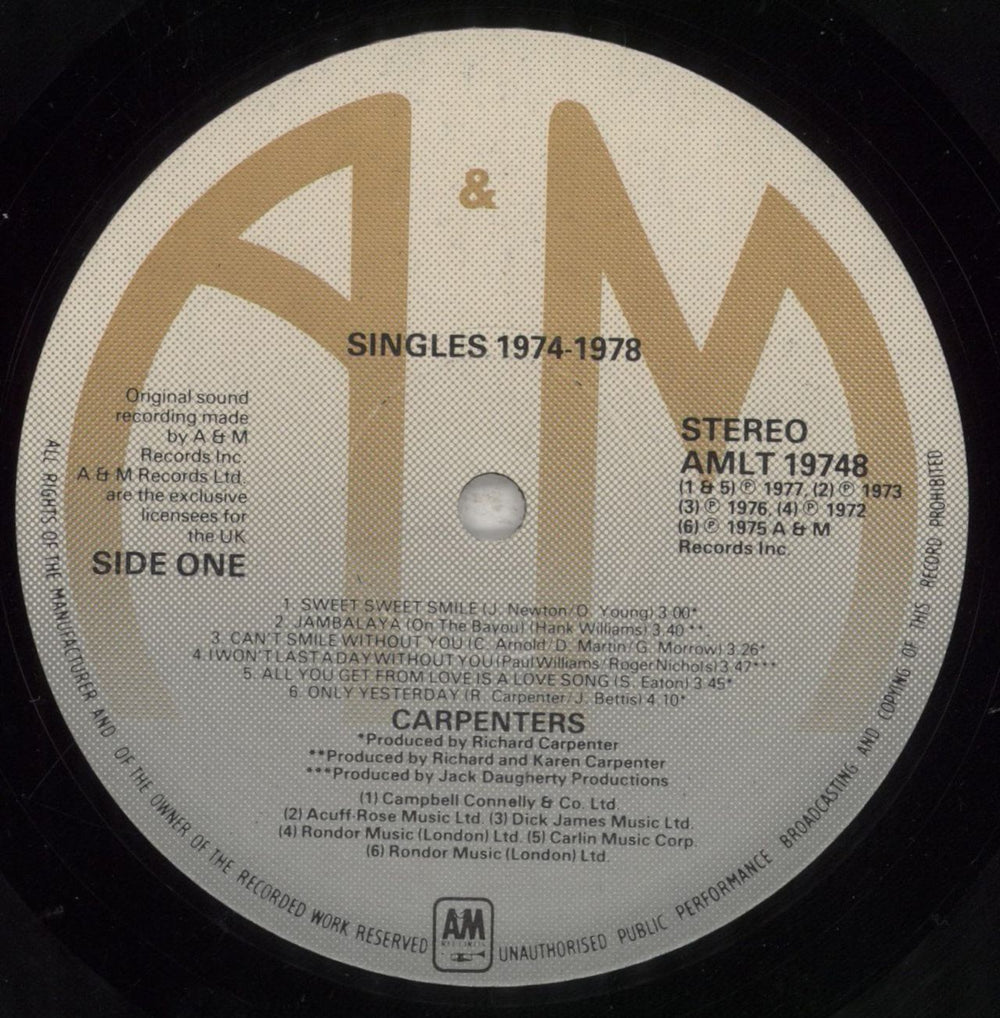 A & M
SINGLES 1974-1978
Original sound
recording made
by A & M
Records Inc.
A & M Records Ltd.
are the exclusive
licensees for
the UK
SIDE ONE
STEREO
AMLT 19748
(1 & 5) ℗ 1977, (2) ℗ 1973
(3) ℗ 1976, (4) ℗ 1972
(6) ℗ 1975 A & M
Records Inc.
1. SWEET SWEET SMILE (J. Newton/O. Young) 3.00*
2. JAMBALAYA (On The Bayou) (Hank Williams) 3.40 **
3. CAN'T SMILE WITHOUT YOU (C. Arnold/D. Martin/G. Morrow) 3.26*
4. I WON'T LAST A DAY WITHOUT YOU (Paul Williams/Roger Nichols) 3.47***
5. ALL YOU GET FROM LOVE IS A LOVE SONG (S. Eaton) 3.45*
6. ONLY YESTERDAY (R. Carpenter/J. Bettis) 4.10*
CARPENTERS
*Produced by Richard Carpenter
**Produced by Richard and Karen Carpenter
***Produced by Jack Daugherty Productions
(1) Campbell Connelly & Co. Ltd.
(2) Acuff-Rose Music Ltd. (3) Dick James Music Ltd.
(4) Rondor Music (London) Ltd. (5) Carlin Music Corp.
(6) Rondor Music (London) Ltd.
ALL RIGHTS OF THE MANUFACTURER AND OF THE OWNER OF THE RECORDED WORK RESERVED
AM
RECORDS
UNAUTHORISED PUBLIC PERFORMANCE BROADCASTING AND COPYING OF THIS RECORD PROHIBITED